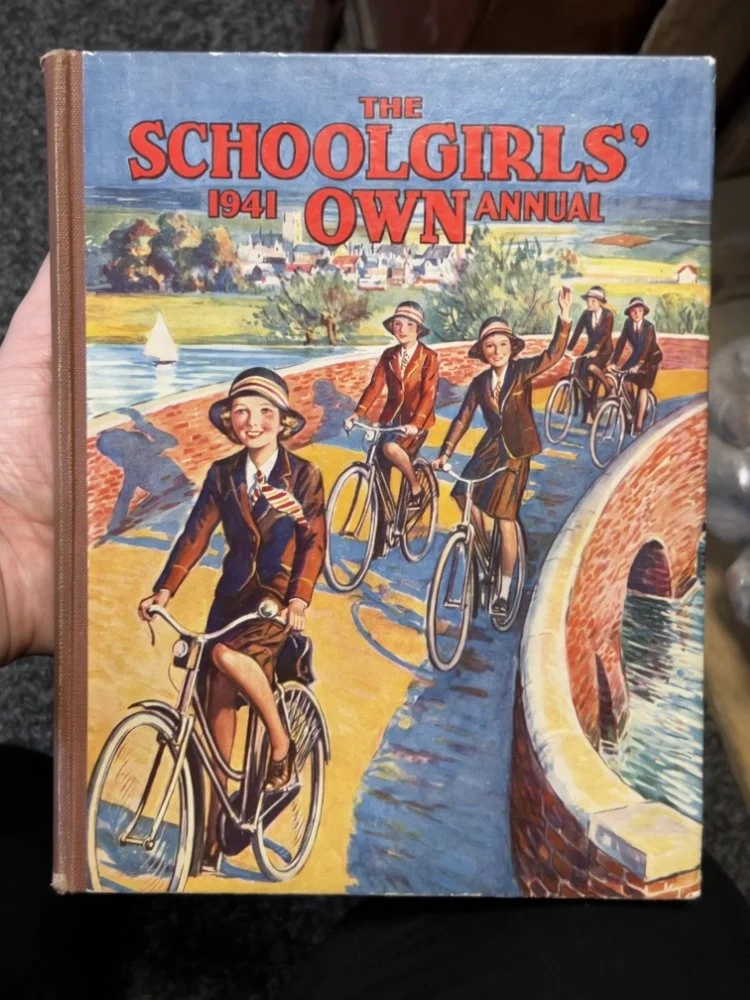 THE
SCHOOLGIRLS'
1941 OWN ANNUAL